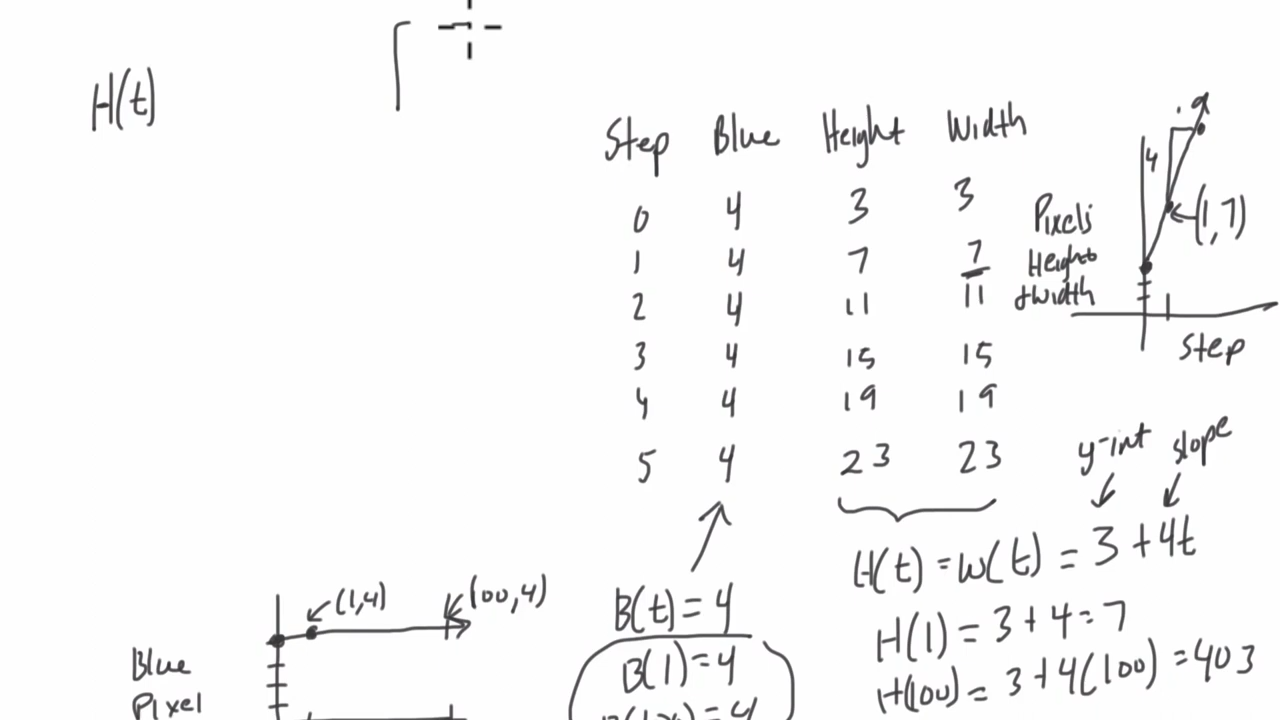 H(t)
Step Blue Height Width
0 4 3 3
1 4 7 7
2 4 11 11
3 4 15 15
4 4 19 19
5 4 23 23
4
(1,7)
Pixels
Height
+width
Step
y-int slope
H(t) = w(t) = 3 + 4t
H(1) = 3 + 4 = 7
H(100) = 3 + 4(100) = 403
B(t) = 4
B(1) = 4
(1,4) (100,4)
Blue
Pixel